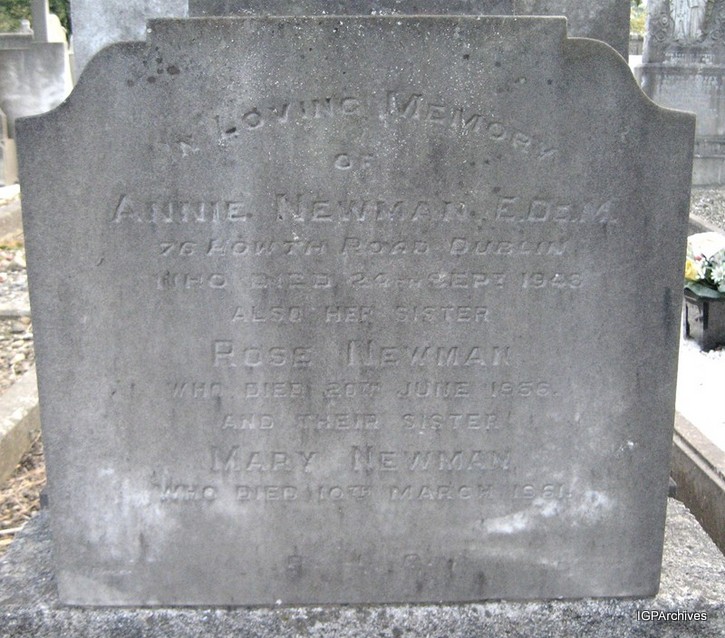 IN LOVING MEMORY
OF
ANNIE NEWMAN, E.DE.M.
76 HOWTH ROAD DUBLIN
WHO DIED 24TH SEPT 1943
ALSO HER SISTER
ROSE NEWMAN
WHO DIED 20TH JUNE 1956.
AND THEIR SISTER
MARY NEWMAN
WHO DIED 10TH MARCH 1961.
IGPArchives